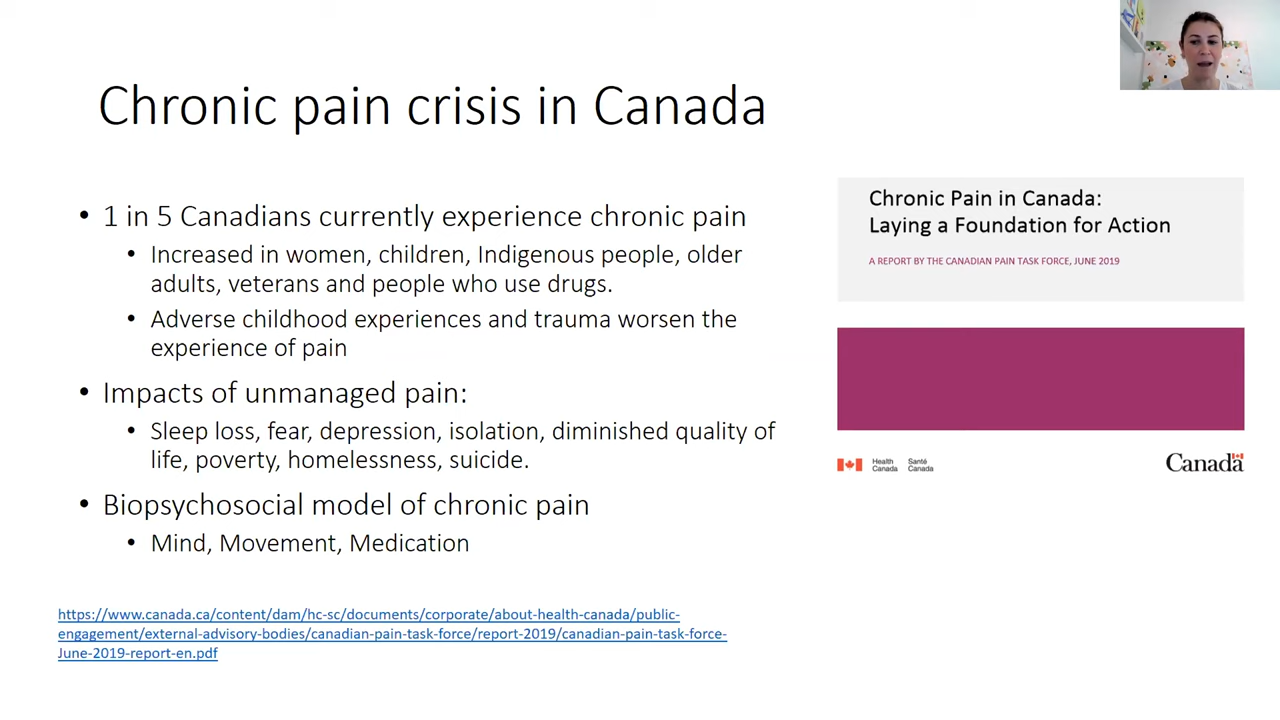 Chronic pain crisis in Canada
• 1 in 5 Canadians currently experience chronic pain
• Increased in women, children, Indigenous people, older
adults, veterans and people who use drugs.
• Adverse childhood experiences and trauma worsen the
experience of pain
• Impacts of unmanaged pain:
• Sleep loss, fear, depression, isolation, diminished quality of
life, poverty, homelessness, suicide.
• Biopsychosocial model of chronic pain
• Mind, Movement, Medication
https://www.canada.ca/content/dam/hc-sc/documents/corporate/about-health-canada/public-
engagement/external-advisory-bodies/canadian-pain-task-force/report-2019/canadian-pain-task-force-
June-2019-report-en.pdf
Chronic Pain in Canada:
Laying a Foundation for Action
A REPORT BY THE CANADIAN PAIN TASK FORCE, JUNE 2019
Health Santé
Canada Canada
Canada